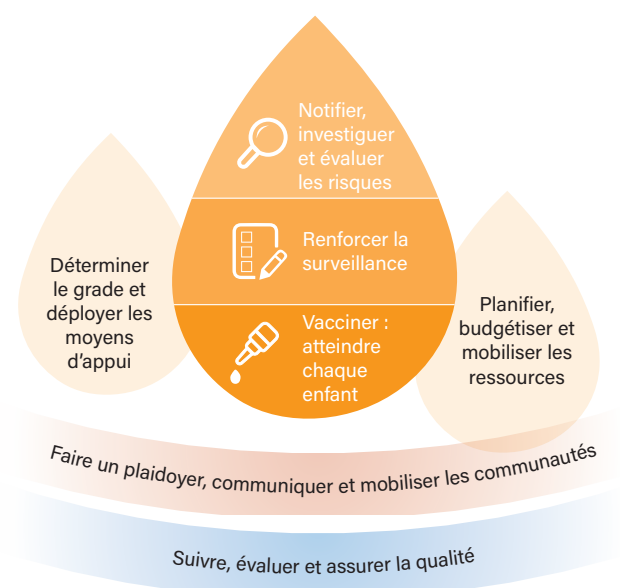 Notifier,
investiguer
et évaluer
les risques
Renforcer la
surveillance
Vacciner :
atteindre
chaque
enfant
Déterminer
le grade et
déployer les
moyens
d’appui
Planifier,
budgétiser et
mobiliser les
ressources
Faire un plaidoyer, communiquer et mobiliser les communautés
Suivre, évaluer et assurer la qualité